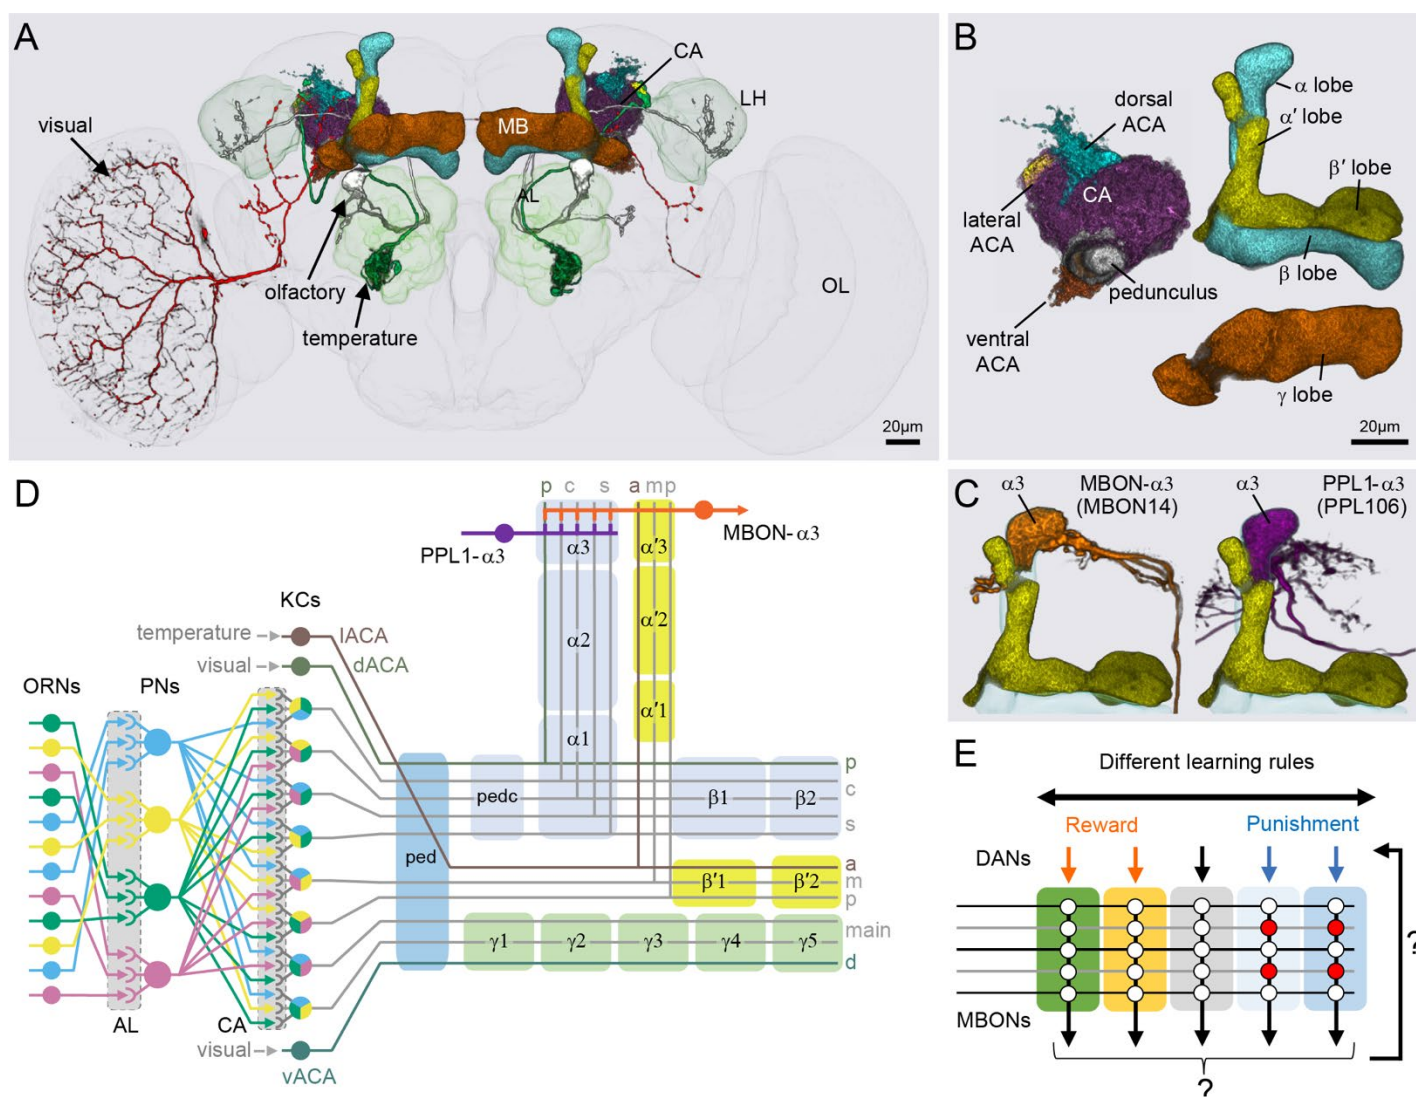 A
visual
CA
LH
MB
AL
olfactory
temperature
OL
20µm
B
dorsal
ACA
α lobe
α′ lobe
β′ lobe
CA
lateral
ACA
β lobe
pedunculus
ventral
ACA
γ lobe
20µm
C
α3
MBON-α3
(MBON14)
α3
PPL1-α3
(PPL106)
D
p c s a m p
PPL1-α3
α3
α′3
MBON-α3
KCs
temperature
lACA
visual
dACA
α2
α′2
ORNs
PNs
α′1
α1
p
pedc
β1
β2
c
s
ped
a
β′1
β′2
m
p
γ1
γ2
γ3
γ4
γ5
main
d
AL
CA
visual
vACA
E
Different learning rules
Reward
Punishment
DANs
?
MBONs
?